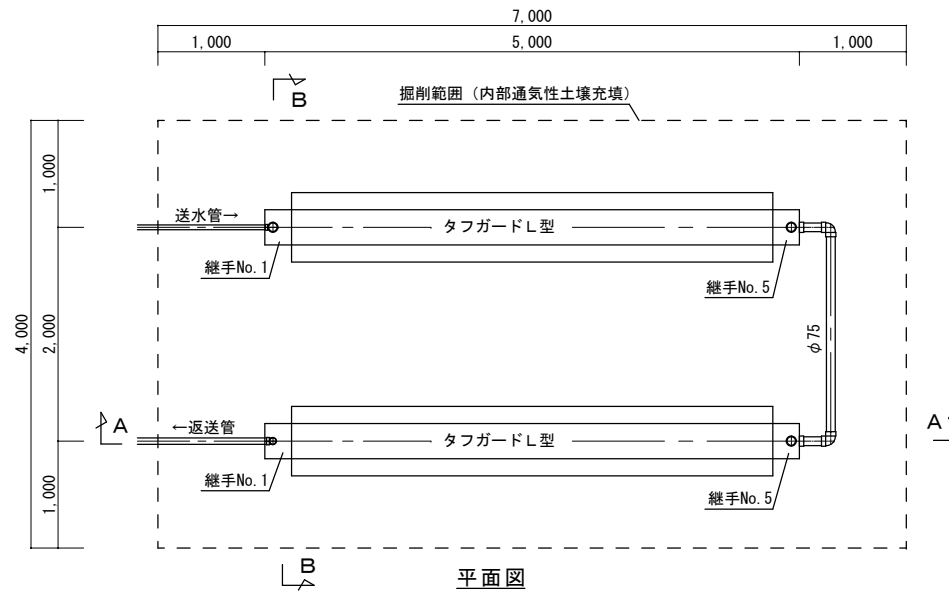 7,000
1,000
5,000
1,000
B
掘削範囲（内部通気性土壌充填）
1,000
送水管→
タフガードL型
継手No.1
継手No.5
4,000
2,000
φ75
A
←返送管
タフガードL型
A
継手No.1
継手No.5
1,000
B
平面図